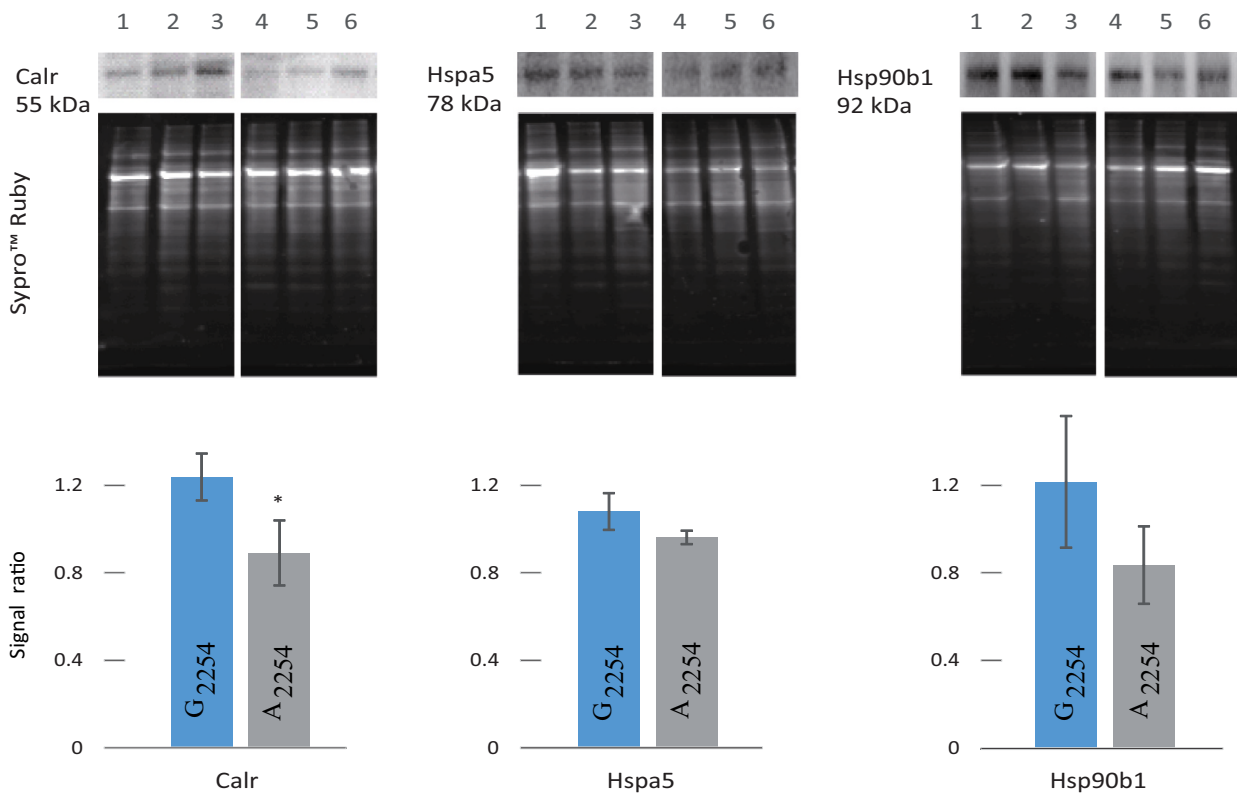 1 2 3 4 5 6
1 2 3 4 5 6
1 2 3 4 5 6
Calr
55 kDa
Hspa5
78 kDa
Hsp90b1
92 kDa
Sypro™ Ruby
Signal ratio
1.2
0.8
0.4
0
*
G2254
A2254
Calr
1.2
0.8
0.4
0
G2254
A2254
Hspa5
1.2
0.8
0.4
0
G2254
A2254
Hsp90b1